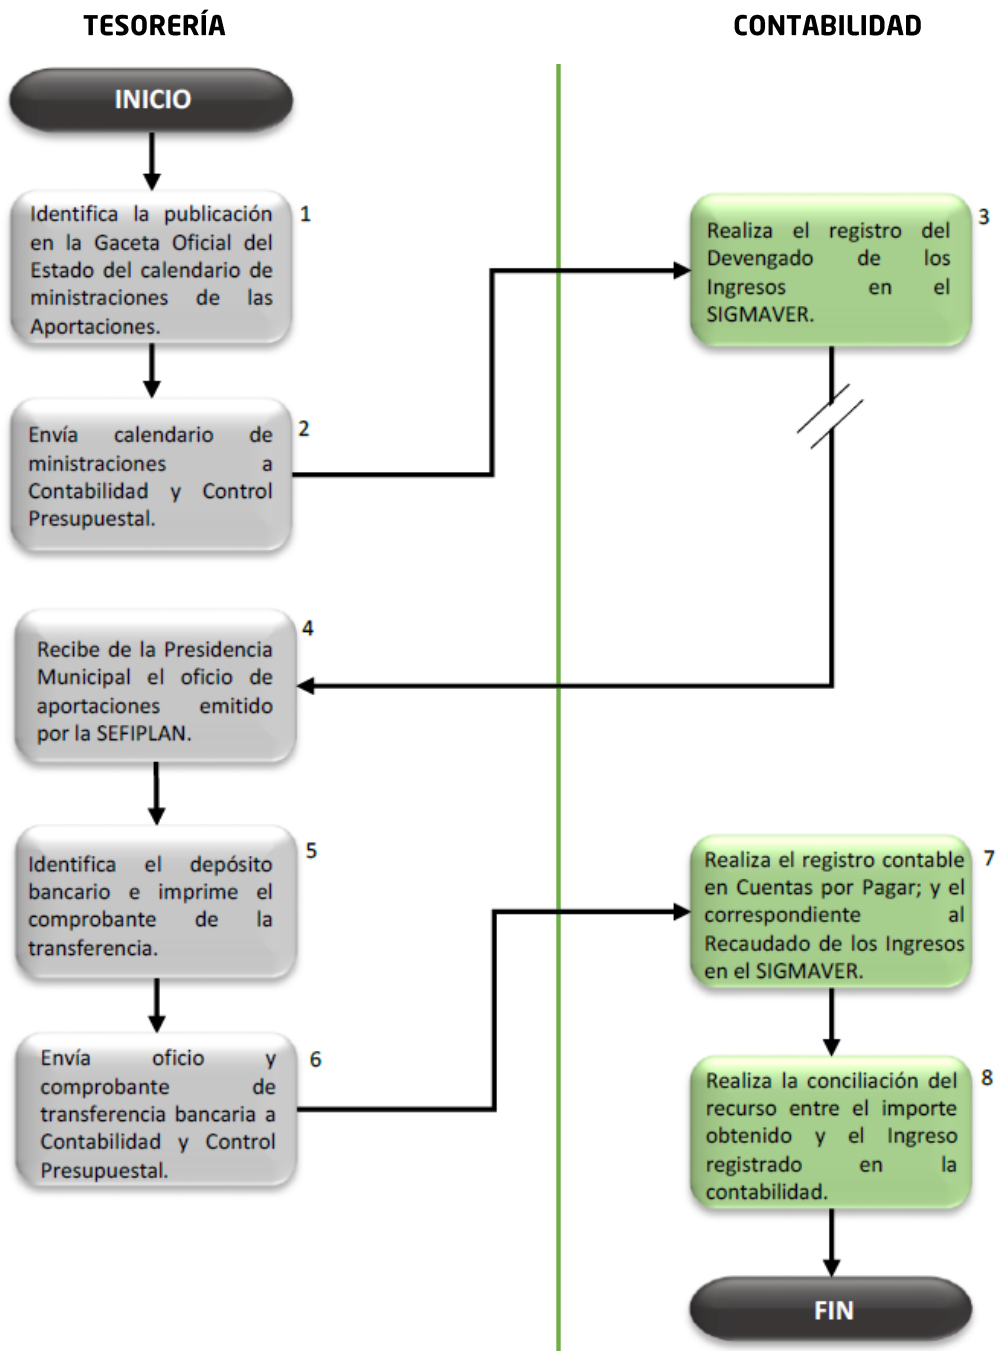 TESORERÍA
CONTABILIDAD
INICIO
1
Identifica la publicación
en la Gaceta Oficial del
Estado del calendario de
ministraciones de las
Aportaciones.
2
Envía calendario de
ministraciones a
Contabilidad y Control
Presupuestal.
3
Realiza el registro del
Devengado de los
Ingresos en el
SIGMAVER.
4
Recibe de la Presidencia
Municipal el oficio de
aportaciones emitido
por la SEFIPLAN.
5
Identifica el depósito
bancario e imprime el
comprobante de la
transferencia.
6
Envía oficio y
comprobante de
transferencia bancaria a
Contabilidad y Control
Presupuestal.
7
Realiza el registro contable
en Cuentas por Pagar; y el
correspondiente al
Recaudado de los Ingresos
en el SIGMAVER.
8
Realiza la conciliación del
recurso entre el importe
obtenido y el Ingreso
registrado en la
contabilidad.
FIN